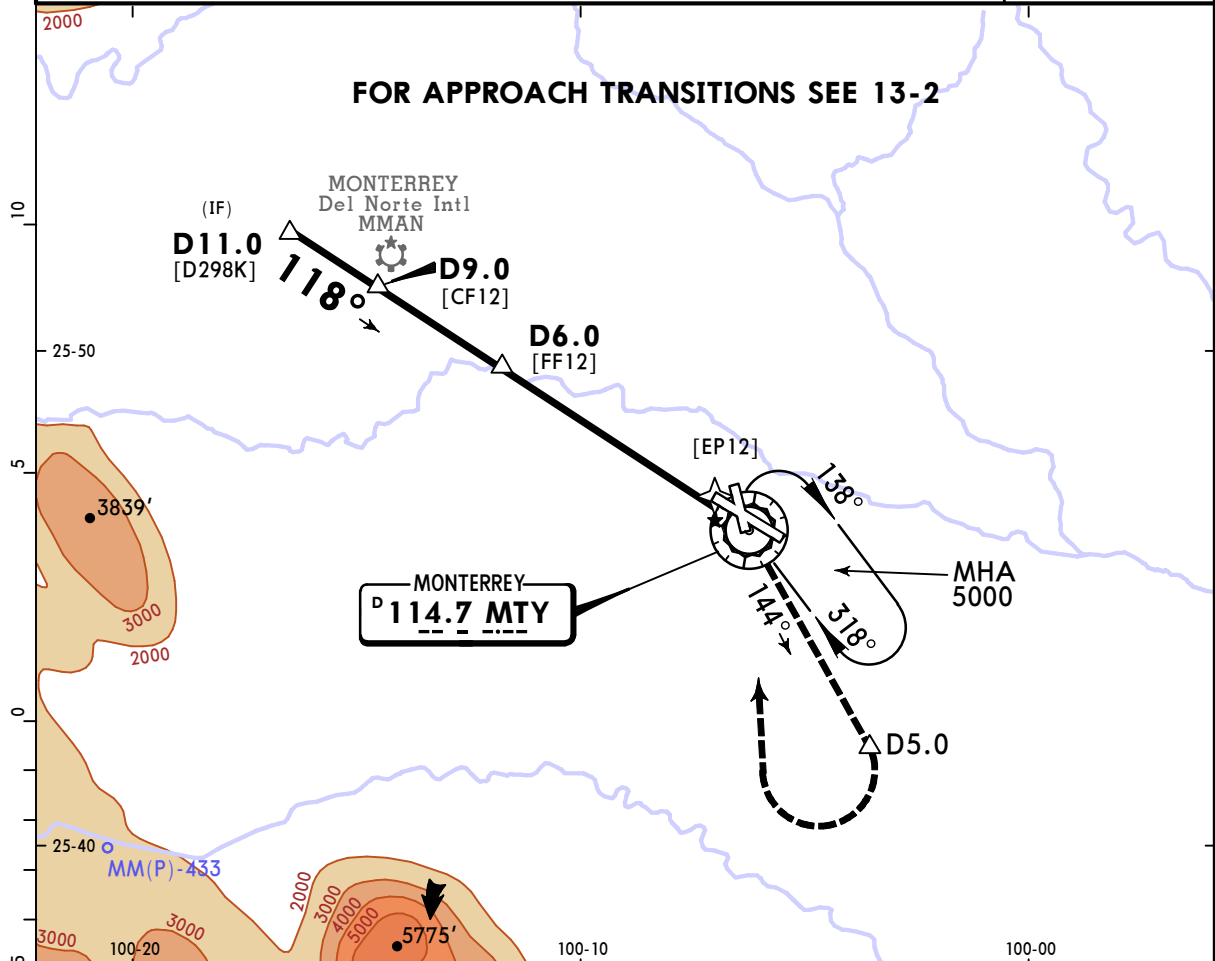 2000
FOR APPROACH TRANSITIONS SEE 13-2
MONTERREY
Del Norte Intl
MMAN
(IF)
D11.0
[D298K]
118°
D9.0
[CF12]
10
D6.0
[FF12]
25-50
[EP12]
5
138°
3839'
MHA
5000
MONTERREY
D 114.7 MTY
144°
318°
3000
2000
0
D5.0
25-40
MM(P)-433
2000
3000
4000
5000
5775'
3000
3000
100-20
100-10
100-00
5